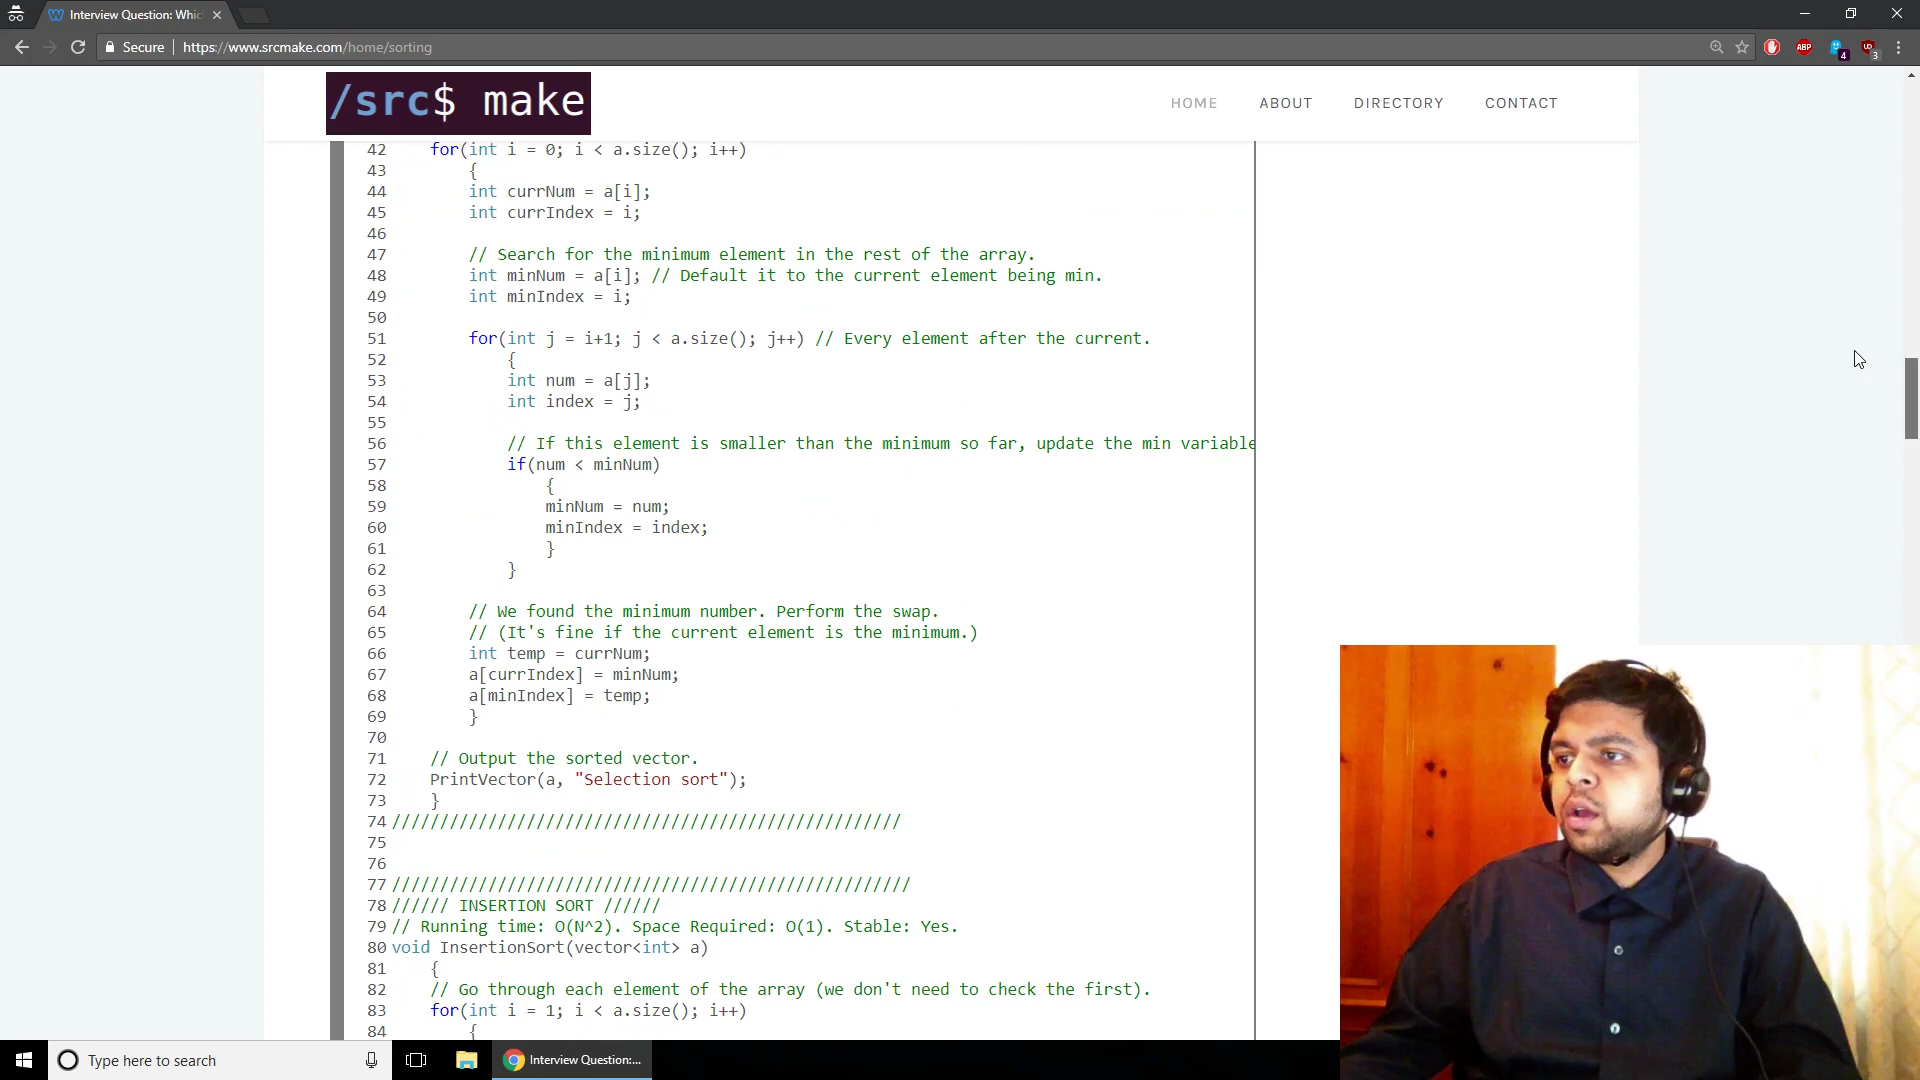 Interview Question: Whic
Secure
https://www.srcmake.com/home/sorting
ABP
4
3
/src$ make
HOME
ABOUT
DIRECTORY
CONTACT
42 for(int i = 0; i < a.size(); i++)
43 {
44 int currNum = a[i];
45 int currIndex = i;
46
47 // Search for the minimum element in the rest of the array.
48 int minNum = a[i]; // Default it to the current element being min.
49 int minIndex = i;
50
51 for(int j = i+1; j < a.size(); j++) // Every element after the current.
52 {
53 int num = a[j];
54 int index = j;
55
56 // If this element is smaller than the minimum so far, update the min variable
57 if(num < minNum)
58 {
59 minNum = num;
60 minIndex = index;
61 }
62 }
63
64 // We found the minimum number. Perform the swap.
65 // (It's fine if the current element is the minimum.)
66 int temp = currNum;
67 a[currIndex] = minNum;
68 a[minIndex] = temp;
69 }
70
71 // Output the sorted vector.
72 PrintVector(a, "Selection sort");
73 }
74 /////////////////////////////////////////////////////
75
76
77 //////////////////////////////////////////////////////
78 ////// INSERTION SORT //////
79 // Running time: O(N^2). Space Required: O(1). Stable: Yes.
80 void InsertionSort(vector<int> a)
81 {
82 // Go through each element of the array (we don't need to check the first).
83 for(int i = 1; i < a.size(); i++)
84 {
Type here to search
Interview Question:...